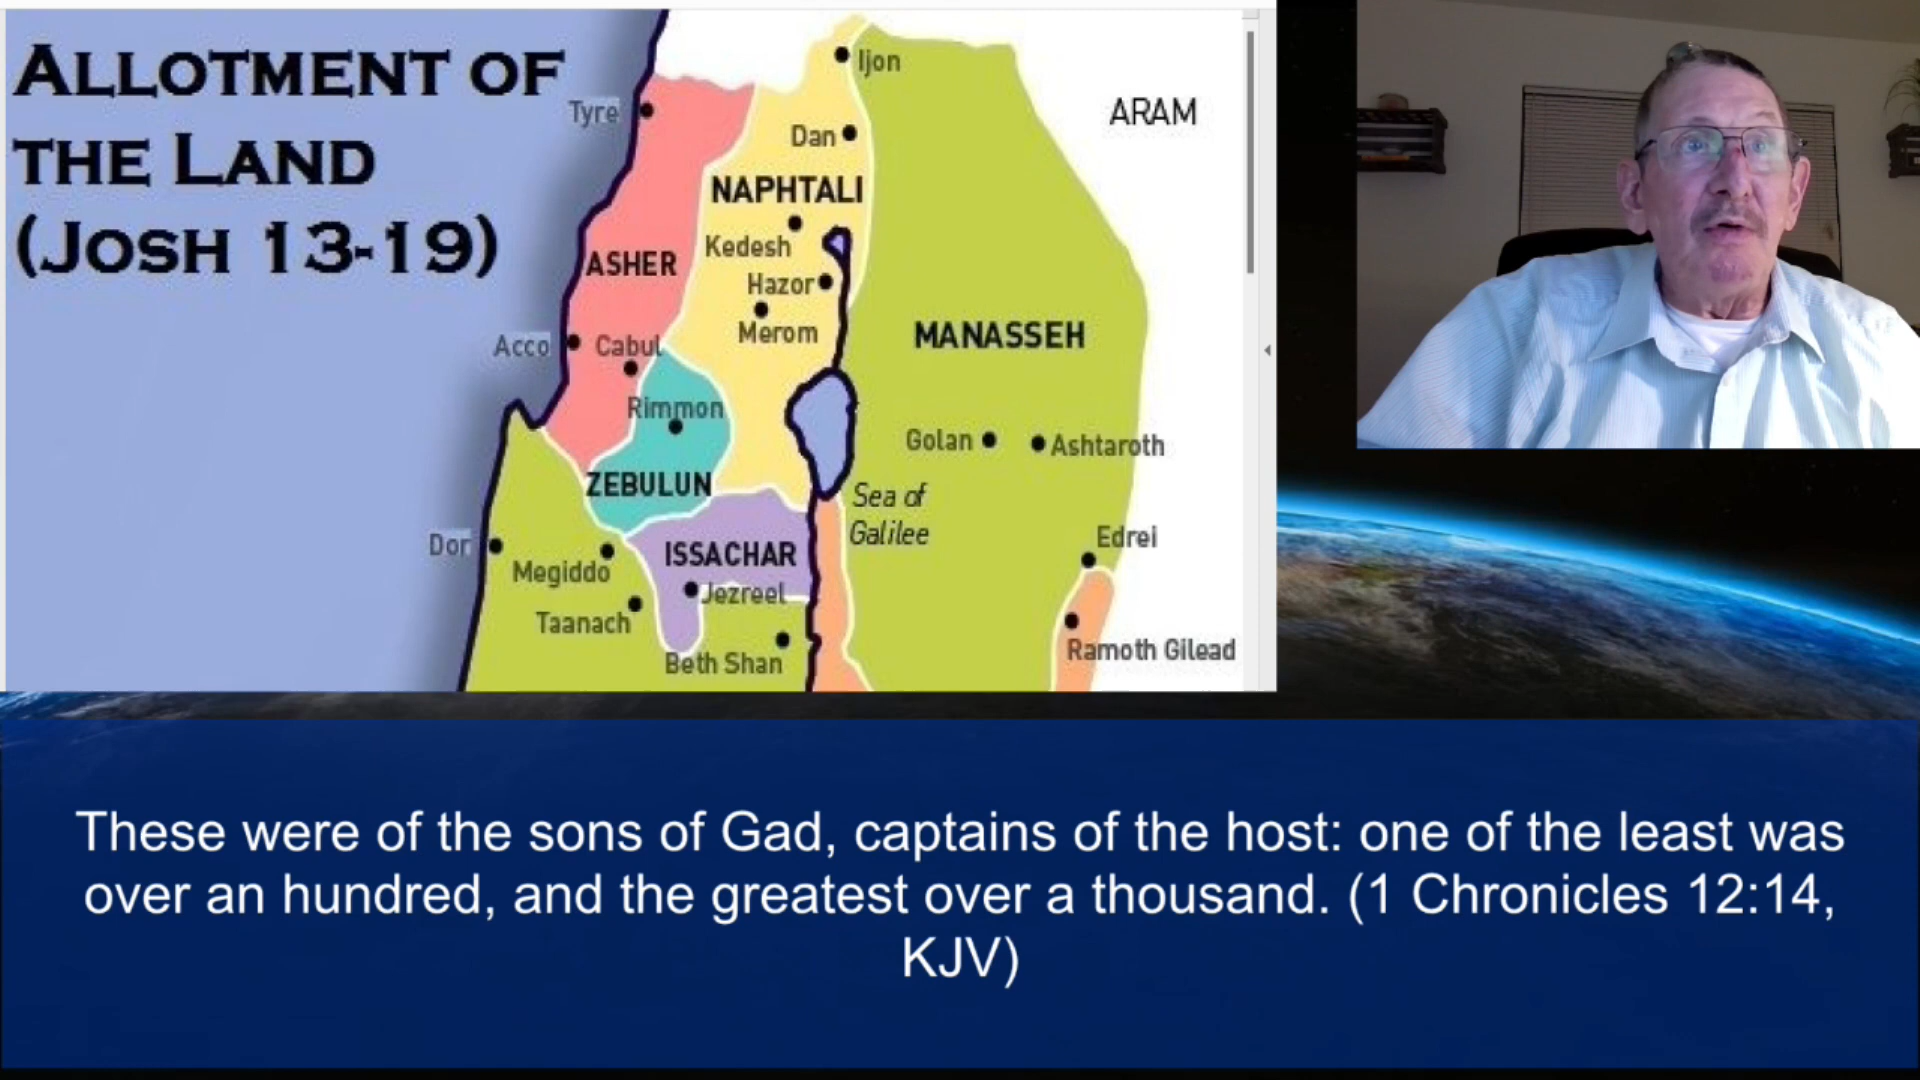 ALLOTMENT OF
THE LAND
(JOSH 13-19)
Ijon
Tyre
ARAM
Dan
NAPHTALI
Kedesh
ASHER
Hazor
Merom
MANASSEH
Acco
Cabul
Rimmon
Golan
Ashtaroth
ZEBULUN
Sea of
Galilee
Edrei
Dor
ISSACHAR
Megiddo
Jezreel
Taanach
Ramoth Gilead
Beth Shan
These were of the sons of Gad, captains of the host: one of the least was
over an hundred, and the greatest over a thousand. (1 Chronicles 12:14,
KJV)